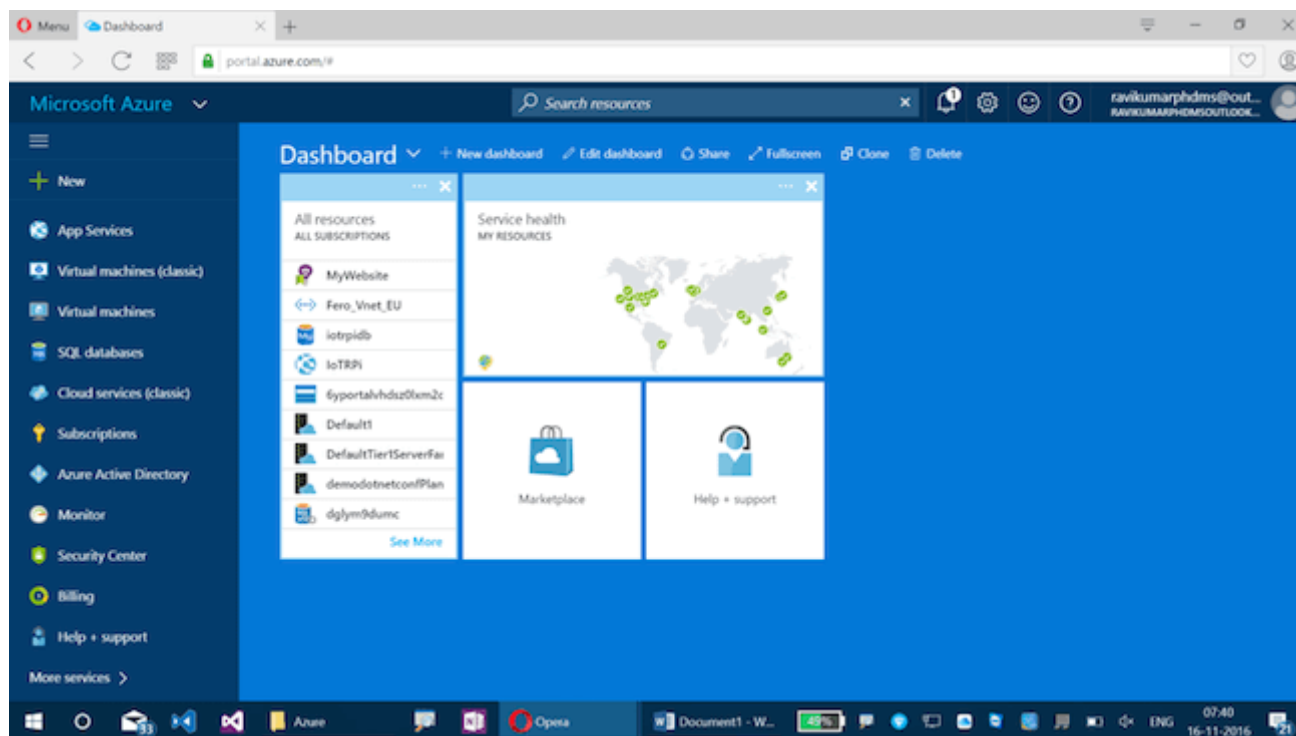 Menu Dashboard
portal.azure.com/#
Microsoft Azure Search resources 1 ravikumarphdms@out...
RAVIKUMARPHDMSOUTLOOK...
Dashboard New dashboard Edit dashboard Share Fullscreen Clone Delete
New
App Services
Virtual machines (classic)
Virtual machines
SQL databases
Cloud services (classic)
Subscriptions
Azure Active Directory
Monitor
Security Center
Billing
Help + support
More services
All resources
ALL SUBSCRIPTIONS
MyWebsite
Fero_Vnet_EU
iotrpidb
IoTRPi
6yportalvhdsz0lxm2c
Default1
DefaultTier1ServerFar
demodotnetconfPlan
dglym9dumc
See More
Service health
MY RESOURCES
Marketplace
Help + support
33 Azure Opera Document1 - W... 49% ENG 07:40
16-11-2016 21